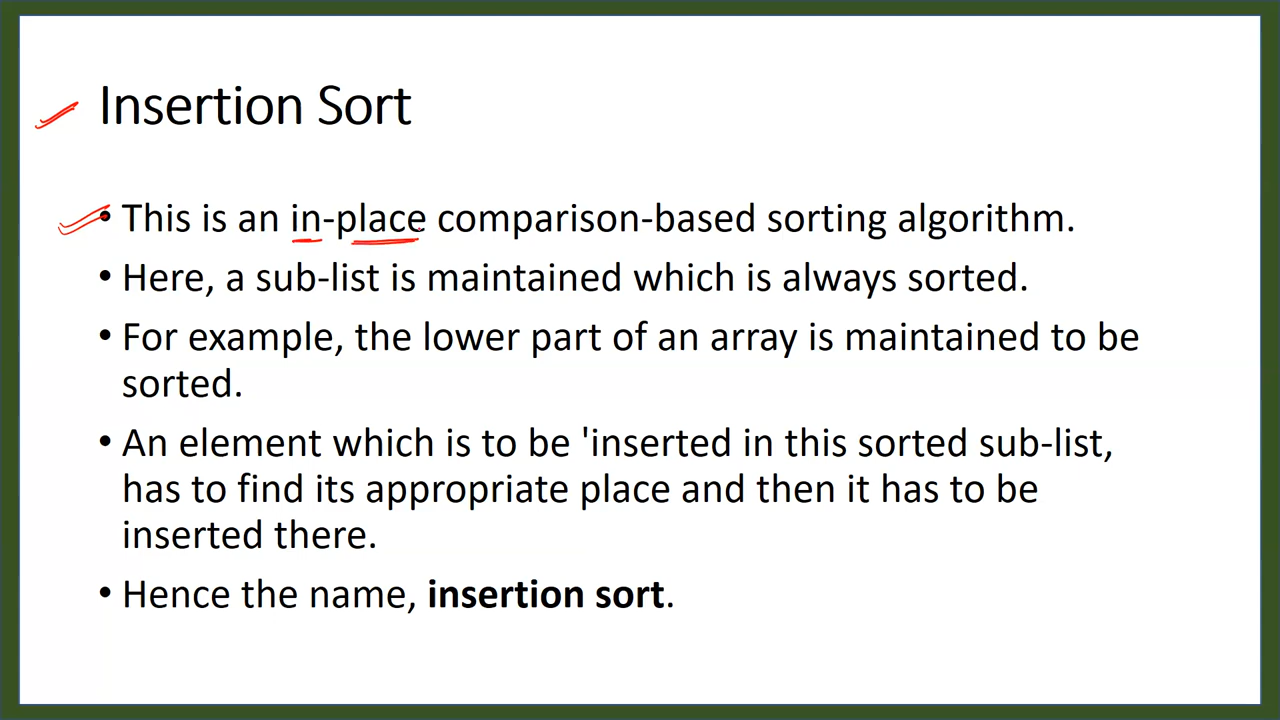 Insertion Sort
• This is an in-place comparison-based sorting algorithm.
• Here, a sub-list is maintained which is always sorted.
• For example, the lower part of an array is maintained to be
sorted.
• An element which is to be 'inserted in this sorted sub-list,
has to find its appropriate place and then it has to be
inserted there.
• Hence the name, insertion sort.